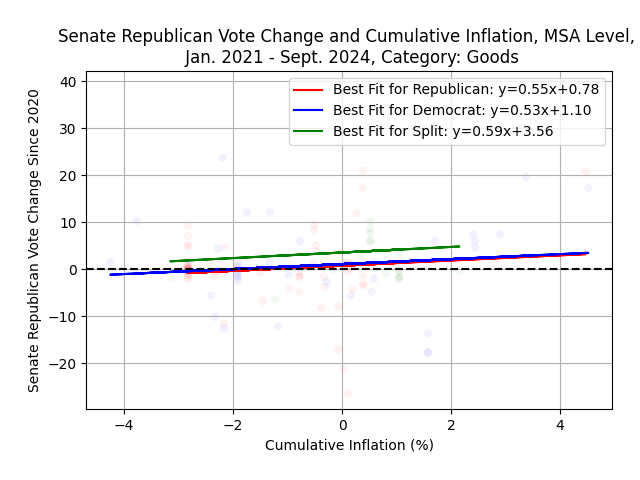 Senate Republican Vote Change and Cumulative Inflation, MSA Level,
Jan. 2021 - Sept. 2024, Category: Goods
Best Fit for Republican: y=0.55x+0.78
Best Fit for Democrat: y=0.53x+1.10
Best Fit for Split: y=0.59x+3.56
Senate Republican Vote Change Since 2020
40
30
20
10
0
−10
−20
−4
−2
0
2
4
Cumulative Inflation (%)